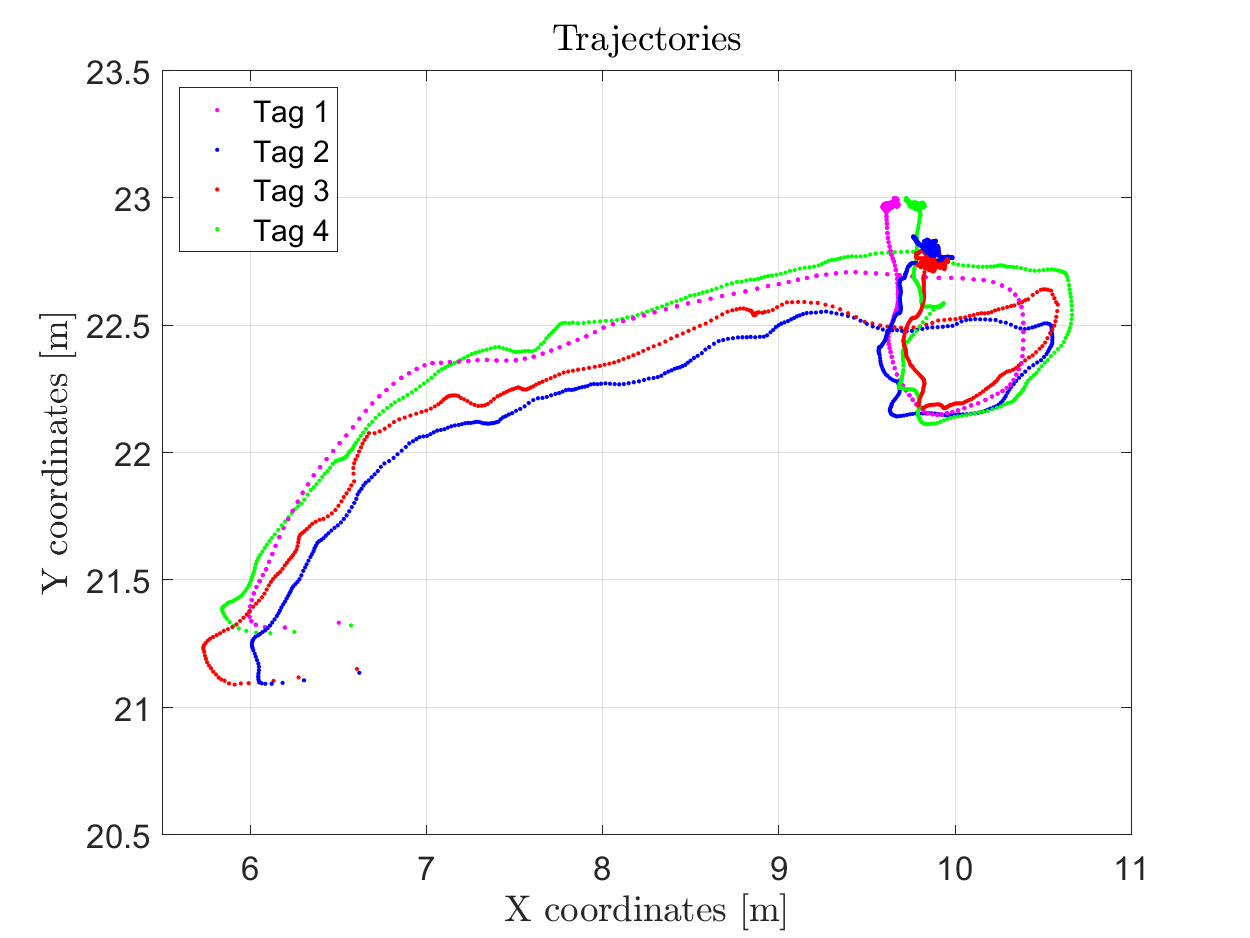 Trajectories
23.5
23
22.5
22
21.5
21
20.5
Y coordinates [m]
Tag 1
Tag 2
Tag 3
Tag 4
6 7 8 9 10 11
X coordinates [m]